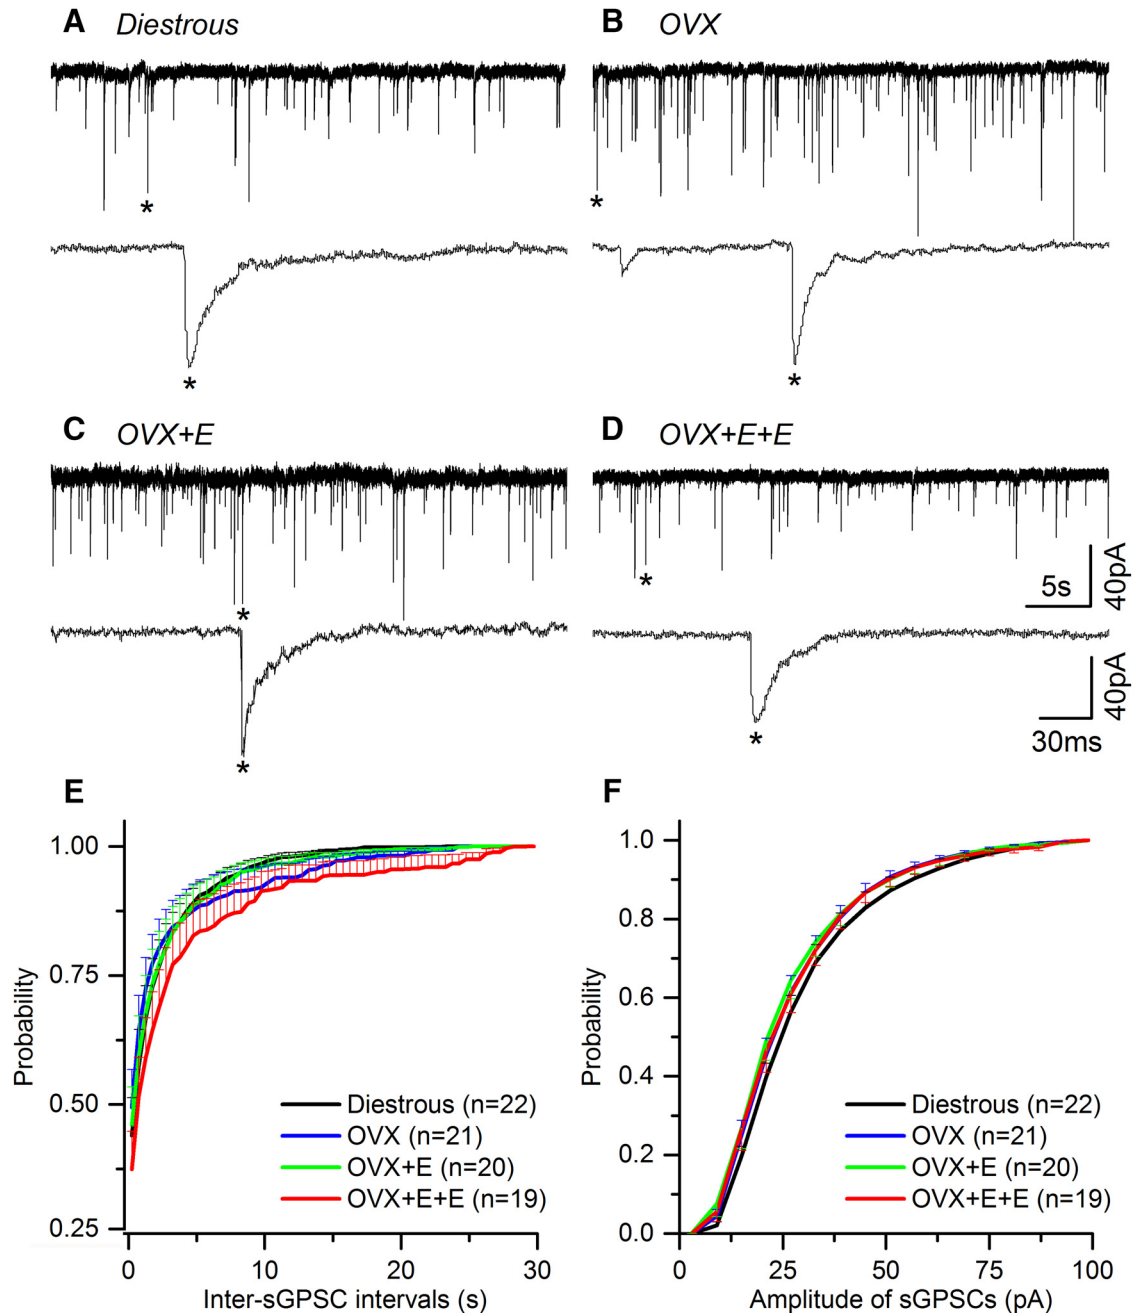 A Diestrous
B OVX
*
*
*
*
C OVX+E
D OVX+E+E
*
*
5s
40pA
*
*
40pA
30ms
E
F
1.00
0.75
0.50
0.25
Probability
0 10 20 30
Inter-sGPSC intervals (s)
Diestrous (n=22)
OVX (n=21)
OVX+E (n=20)
OVX+E+E (n=19)
1.0
0.8
0.6
0.4
0.2
0.0
Probability
0 25 50 75 100
Amplitude of sGPSCs (pA)
Diestrous (n=22)
OVX (n=21)
OVX+E (n=20)
OVX+E+E (n=19)